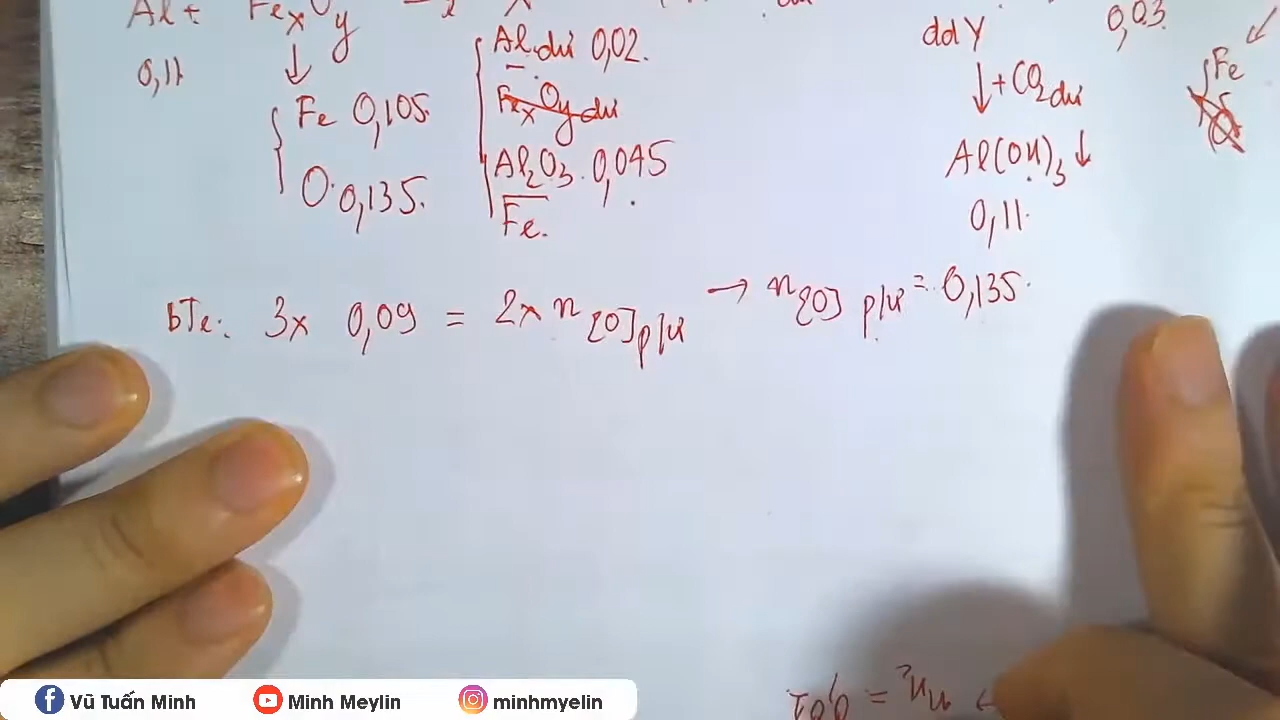 Al + FexOy
0,11
Fe 0,105.
O 0,135.
Al dư 0,02.
FexOy dư
Al2O3 0,045
Fe.
ddY
+CO2 dư
Al(OH)3↓
0,11.
0,03.
Fe
bTe: 3x 0,09 = 2x n[O] p/ư → n[O] p/ư = 0,135.
Vũ Tuấn Minh
Minh Meylin
minhmyelin